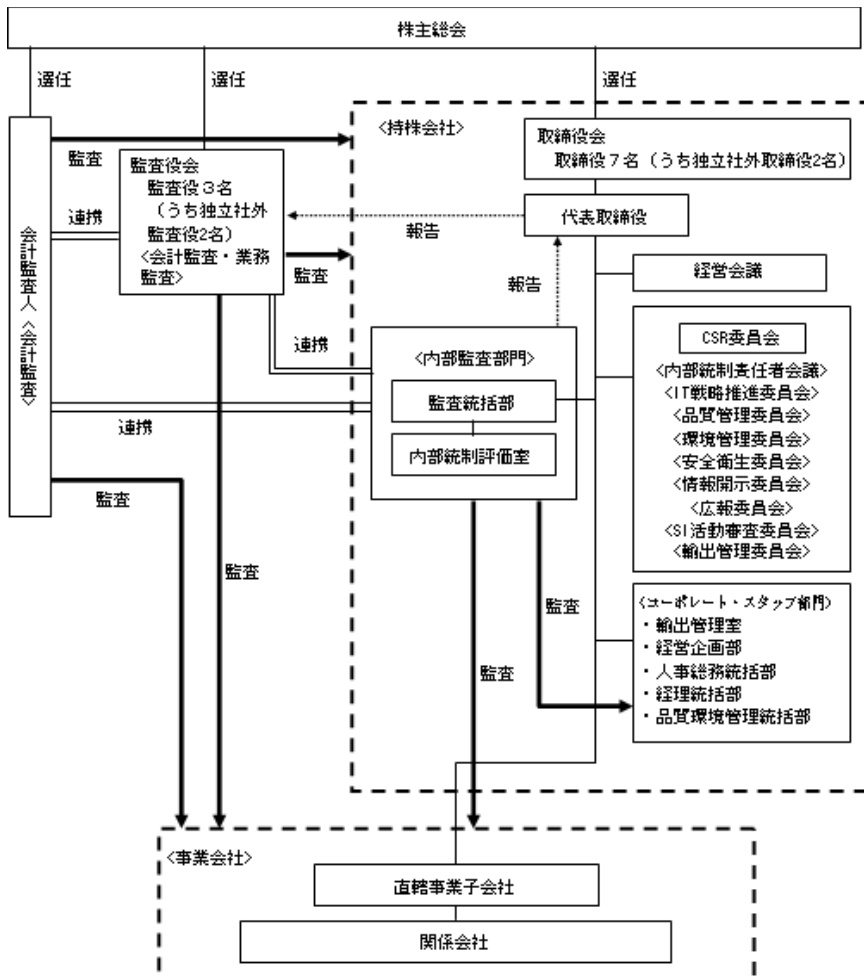 株主総会
選任
選任
選任
〈持株会社〉
取締役会
取締役７名（うち独立社外取締役2名）
監査
監査役会
監査役３名
（うち独立社外
監査役2名）
〈会計監査・業務
監査〉
代表取締役
連携
報告
会計監査人〈会計監査〉
監査
報告
経営会議
連携
〈内部監査部門〉
監査統括部
内部統制評価室
CSR委員会
〈内部統制責任者会議〉
〈IT戦略推進委員会〉
〈品質管理委員会〉
〈環境管理委員会〉
〈安全衛生委員会〉
〈情報開示委員会〉
〈広報委員会〉
〈SI活動審査委員会〉
〈輸出管理委員会〉
連携
監査
監査
監査
監査
〈コーポレート・スタッフ部門〉
・輸出管理室
・経営企画部
・人事総務統括部
・経理統括部
・品質環境管理統括部
〈事業会社〉
直轄事業子会社
関係会社